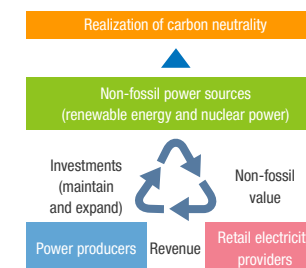 Realization of carbon neutrality
Non-fossil power sources
(renewable energy and nuclear power)
Investments
(maintain
and expand)
Non-fossil
value
Power producers
Revenue
Retail electricit
providers